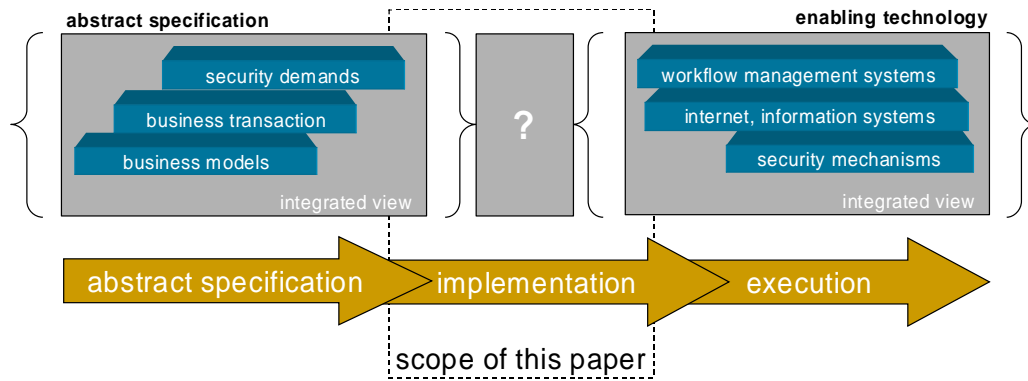 abstract specification
enabling technology
security demands
business transaction
business models
integrated view
?
workflow management systems
internet, information systems
security mechanisms
integrated view
abstract specification
implementation
execution
scope of this paper